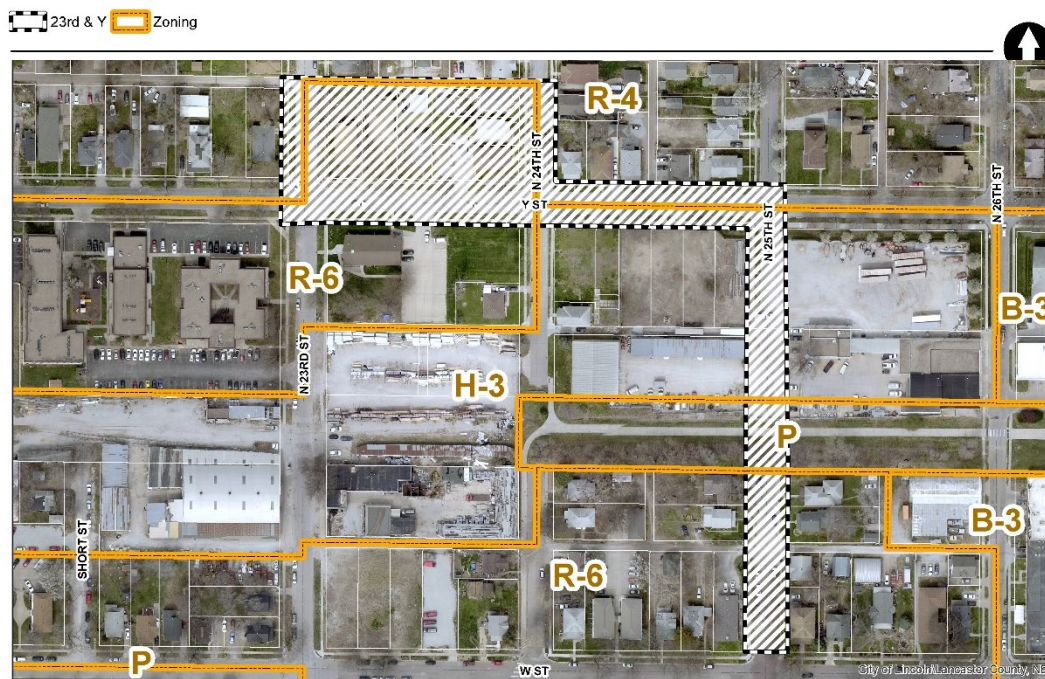 23rd & Y Zoning
R-4
N 24TH ST
Y ST
N 25TH ST
N 26TH ST
R-6
B-3
N 23RD ST
H-3
P
SHORT ST
B-3
R-6
P
W ST
City of Lincoln\Lancaster County, NE